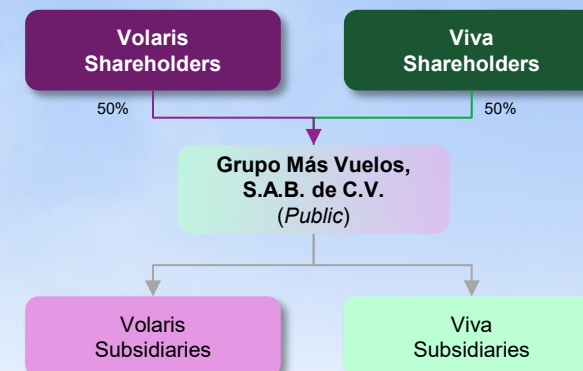 Volaris
Shareholders
Viva
Shareholders
50%
50%
Grupo Más Vuelos,
S.A.B. de C.V.
(Public)
Volaris
Subsidiaries
Viva
Subsidiaries